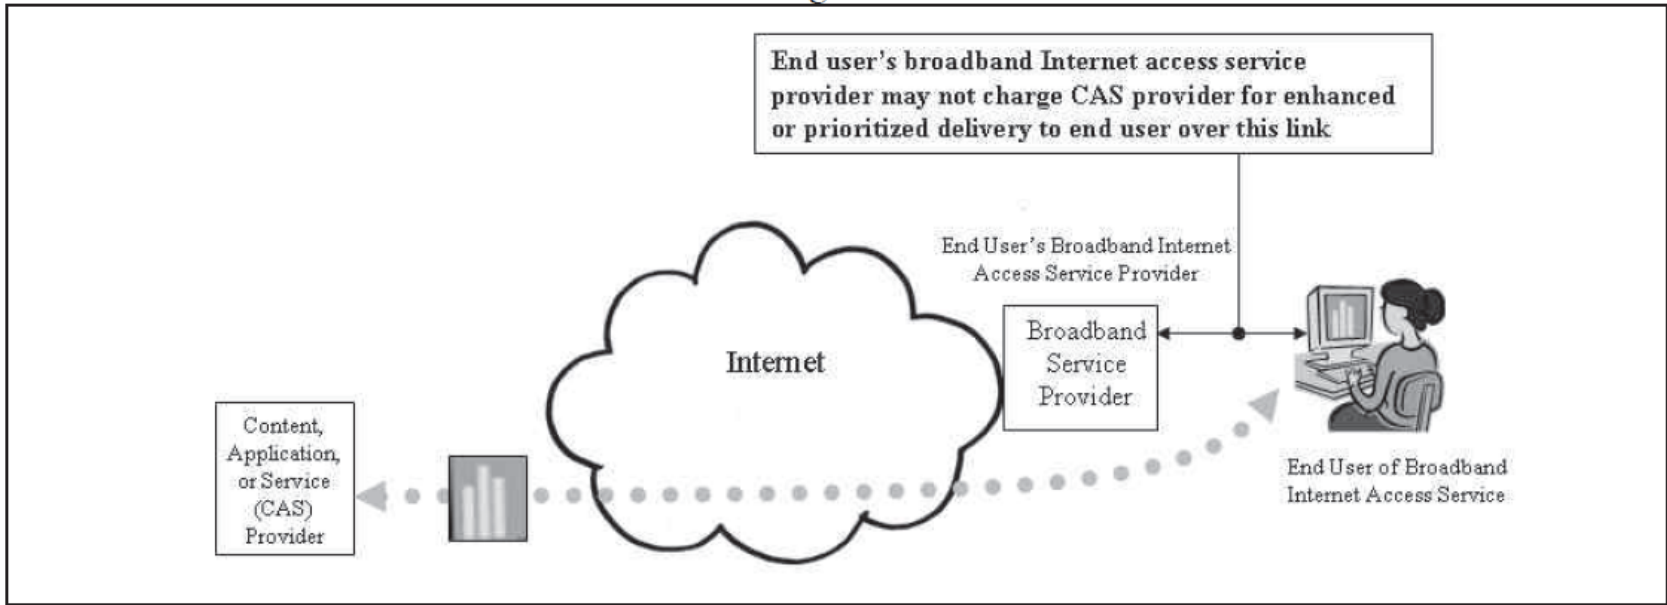 End user's broadband Internet access service
provider may not charge CAS provider for enhanced
or prioritized delivery to end user over this link
End User's Broadband Internet
Access Service Provider
Broadband
Service
Provider
Internet
Content,
Application,
or Service
(CAS)
Provider
End User of Broadband
Internet Access Service